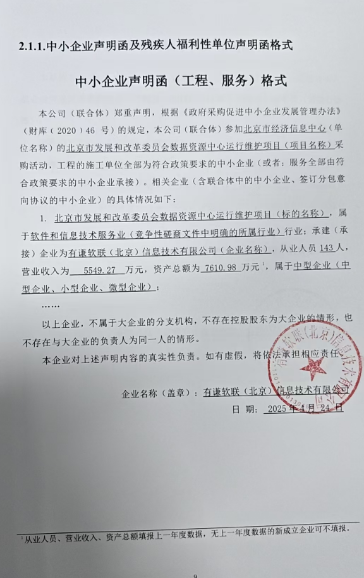 2.1.1.中小企业声明函及残疾人福利性单位声明函格式
中小企业声明函（工程、服务）格式
本公司（联合体）郑重声明，根据《政府采购促进中小企业发展管理办法》
（财库（2020）46 号）的规定，本公司（联合体）参加北京市经济信息中心（单
位名称）的北京市发展和改革委员会数据资源中心运行维护项目（项目名称）采
购活动，工程的施工单位全部为符合政策要求的中小企业（或者：服务全部由符
合政策要求的中小企业承接）。相关企业（含联合体中的中小企业、签订分包意
向协议的中小企业）的具体情况如下：
1. 北京市发展和改革委员会数据资源中心运行维护项目（标的名称），属
于软件和信息技术服务业（竞争性磋商文件中明确的所属行业）行业；承建（承
接）企业为有谦软联（北京）信息技术有限公司（企业名称），从业人员 143 人，
营业收入为 5549.27 万元，资产总额为 7610.98 万元¹，属于中型企业（中
型企业、小型企业、微型企业）；
……
以上企业，不属于大企业的分支机构，不存在控股股东为大企业的情形，也
不存在与大企业的负责人为同一人的情形。
本企业对上述声明内容的真实性负责。如有虚假，将依法承担相应责任。
企业名称（盖章）：有谦软联（北京）信息技术有限公司
日 期：2025 年 4 月 24 日
¹从业人员、营业收入、资产总额填报上一年度数据，无上一年度数据的新成立企业可不填报。